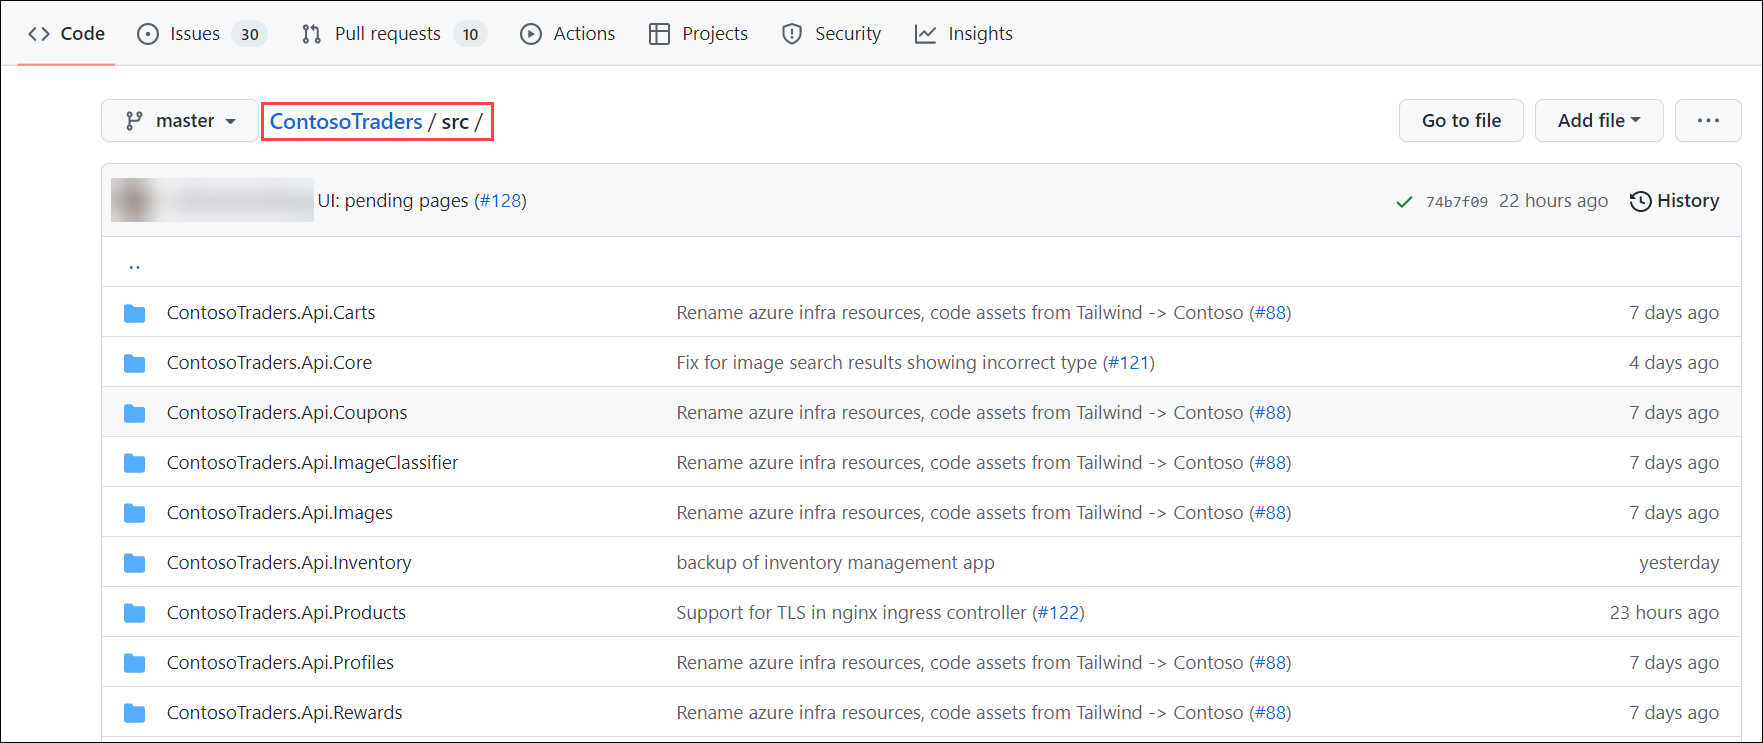 Code Issues 30 Pull requests 10 Actions Projects Security Insights
master ContosoTraders / src / Go to file Add file ...
UI: pending pages (#128) 74b7f09 22 hours ago History
..
ContosoTraders.Api.Carts Rename azure infra resources, code assets from Tailwind -> Contoso (#88) 7 days ago
ContosoTraders.Api.Core Fix for image search results showing incorrect type (#121) 4 days ago
ContosoTraders.Api.Coupons Rename azure infra resources, code assets from Tailwind -> Contoso (#88) 7 days ago
ContosoTraders.Api.ImageClassifier Rename azure infra resources, code assets from Tailwind -> Contoso (#88) 7 days ago
ContosoTraders.Api.Images Rename azure infra resources, code assets from Tailwind -> Contoso (#88) 7 days ago
ContosoTraders.Api.Inventory backup of inventory management app yesterday
ContosoTraders.Api.Products Support for TLS in nginx ingress controller (#122) 23 hours ago
ContosoTraders.Api.Profiles Rename azure infra resources, code assets from Tailwind -> Contoso (#88) 7 days ago
ContosoTraders.Api.Rewards Rename azure infra resources, code assets from Tailwind -> Contoso (#88) 7 days ago